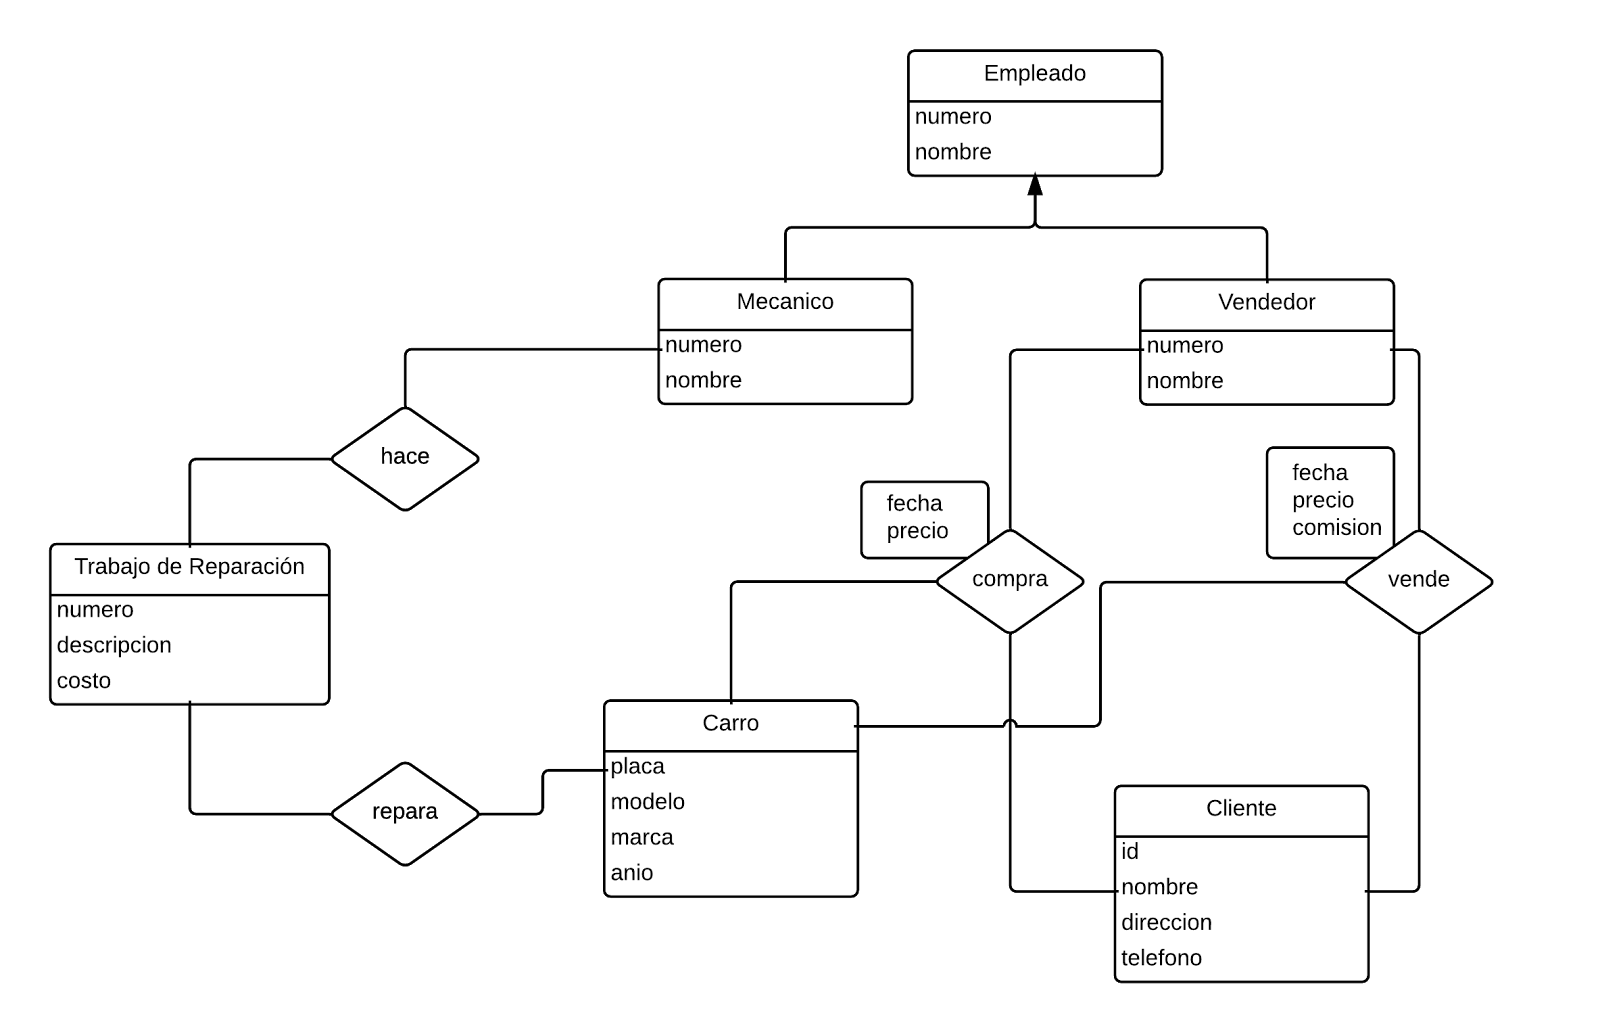 Empleado
numero
nombre
Mecanico
numero
nombre
Vendedor
numero
nombre
hace
fecha
precio
fecha
precio
comision
Trabajo de Reparación
numero
descripcion
costo
compra
vende
Carro
placa
modelo
marca
anio
repara
Cliente
id
nombre
direccion
telefono